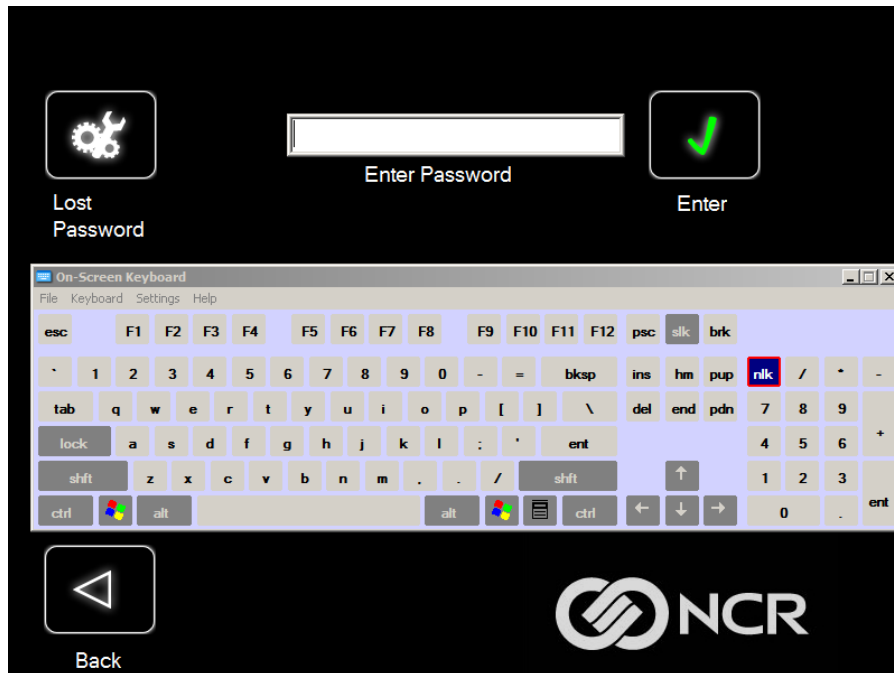 Enter Password
Lost
Password
Enter
On-Screen Keyboard
File Keyboard Settings Help
esc F1 F2 F3 F4 F5 F6 F7 F8 F9 F10 F11 F12 psc slk brk
` 1 2 3 4 5 6 7 8 9 0 - = bksp ins hm pup nlk / * -
tab q w e r t y u i o p [ ] \ del end pdn 7 8 9
lock a s d f g h j k l ; ' ent 4 5 6 +
shft z x c v b n m , . / shft ↑ 1 2 3
ctrl alt alt ctrl ← ↓ → 0 . ent
Back
NCR